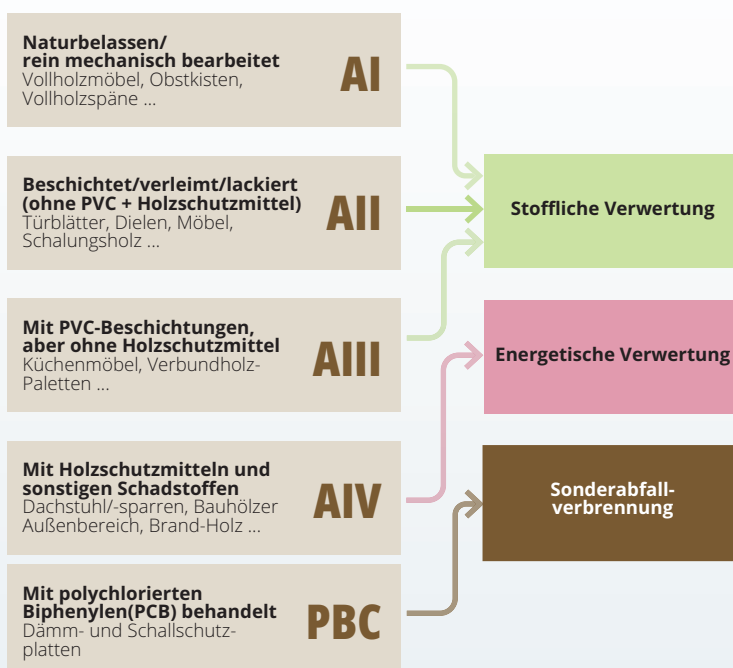 Naturbelassen/
rein mechanisch bearbeitet
Vollholzmöbel, Obstkisten,
Vollholzspäne ...
AI
Beschichtet/verleimt/lackiert
(ohne PVC + Holzschutzmittel)
Türblätter, Dielen, Möbel,
Schalungsholz ...
AII
Stoffliche Verwertung
Mit PVC-Beschichtungen,
aber ohne Holzschutzmittel
Küchenmöbel, Verbundholz-
Paletten ...
AIII
Energetische Verwertung
Mit Holzschutzmitteln und
sonstigen Schadstoffen
Dachstuhl/-sparren, Bauhölzer
Außenbereich, Brand-Holz ...
AIV
Sonderabfall-
verbrennung
Mit polychlorierten
Biphenylen(PCB) behandelt
Dämm- und Schallschutz-
platten
PBC